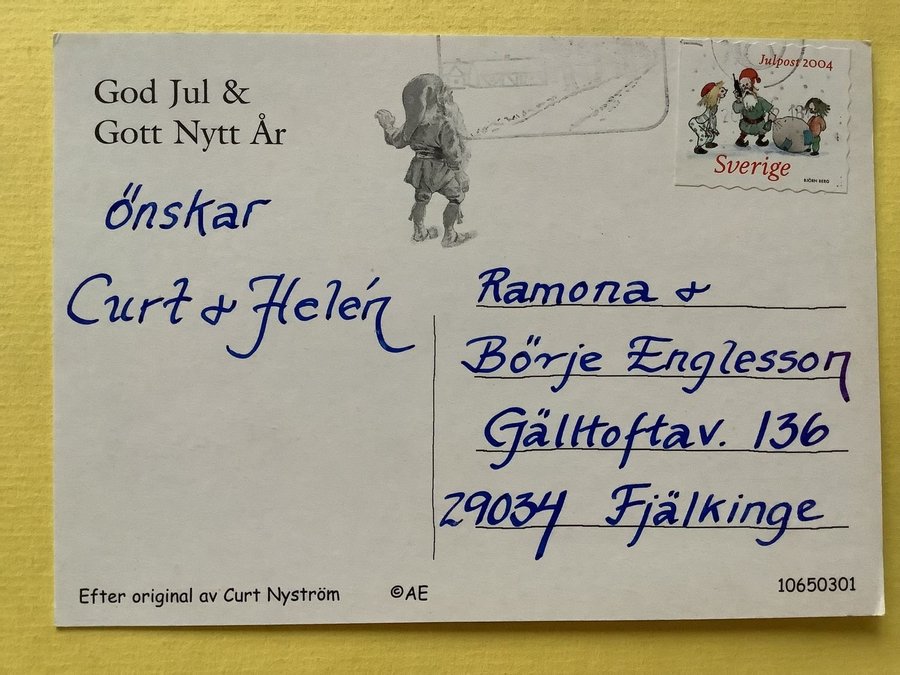 God Jul &
Gott Nytt År
önskar
Curt & Helén
Julpost 2004
Sverige
BJÖRN BERG
Ramona &
Börje Englesson
Gälltoftav. 136
29034 Fjälkinge
Efter original av Curt Nyström
©AE
10650301